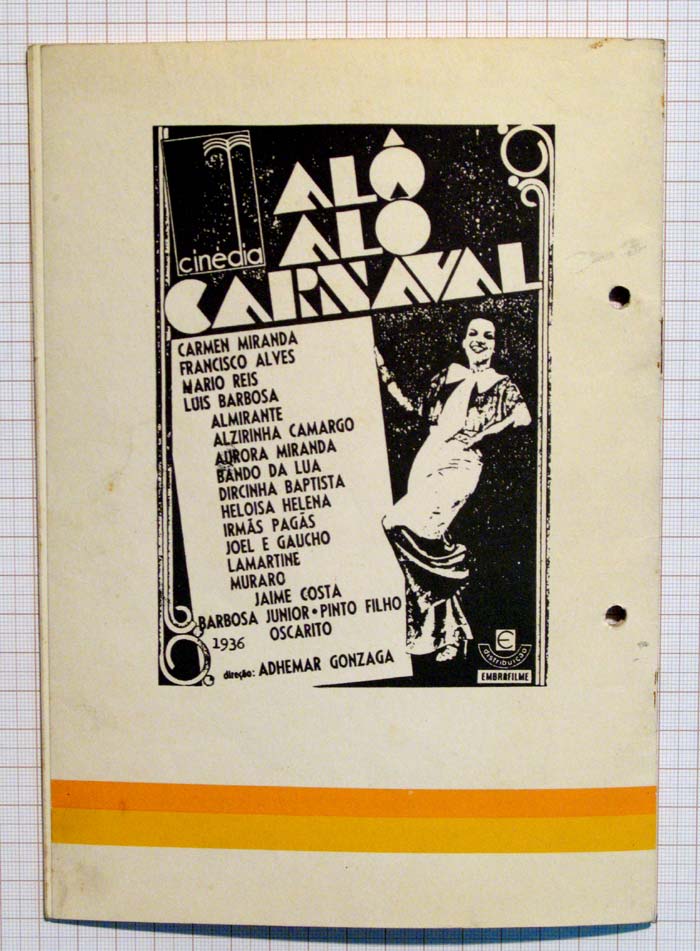 cinédia
ALÔ
ALÔ
CARNAVAL
CARMEN MIRANDA
FRANCISCO ALVES
MARIO REIS
LUIS BARBOSA
ALMIRANTE
ALZIRINHA CAMARGO
AURORA MIRANDA
BANDO DA LUA
DIRCINHA BAPTISTA
HELOISA HELENA
IRMÃS PAGÃS
JOEL E GAUCHO
LAMARTINE
MURARO
JAIME COSTA
BARBOSA JUNIOR • PINTO FILHO
OSCARITO
1936
direção: ADHEMAR GONZAGA
E
distribuição
EMBRAFILME